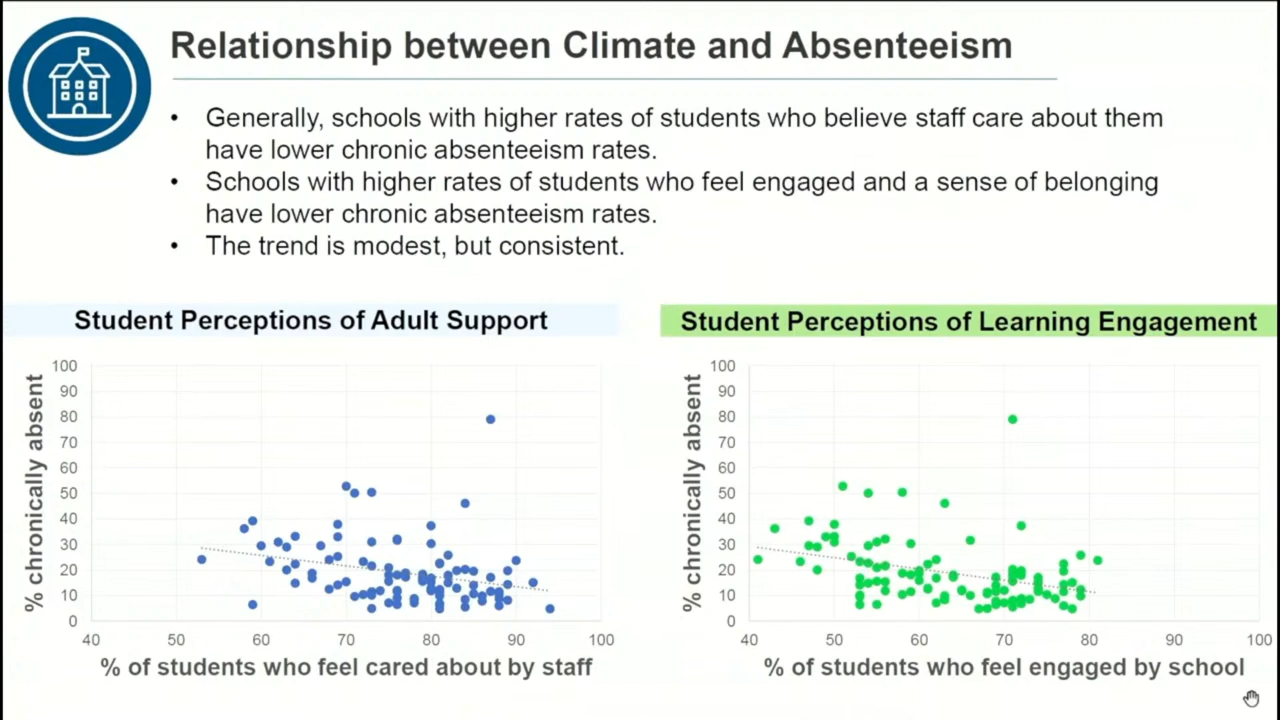 Relationship between Climate and Absenteeism
• Generally, schools with higher rates of students who believe staff care about them
have lower chronic absenteeism rates.
• Schools with higher rates of students who feel engaged and a sense of belonging
have lower chronic absenteeism rates.
• The trend is modest, but consistent.
Student Perceptions of Adult Support
% chronically absent
100
90
80
70
60
50
40
30
20
10
0
40 50 60 70 80 90 100
% of students who feel cared about by staff
Student Perceptions of Learning Engagement
% chronically absent
100
90
80
70
60
50
40
30
20
10
0
40 50 60 70 80 90 100
% of students who feel engaged by school